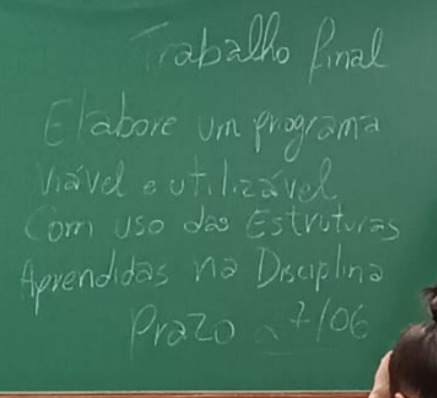 Trabalho final
Elabore um programa
viável e utilizável
Com uso das Estruturas
Aprendidas na Disciplina
Prazo 7/06